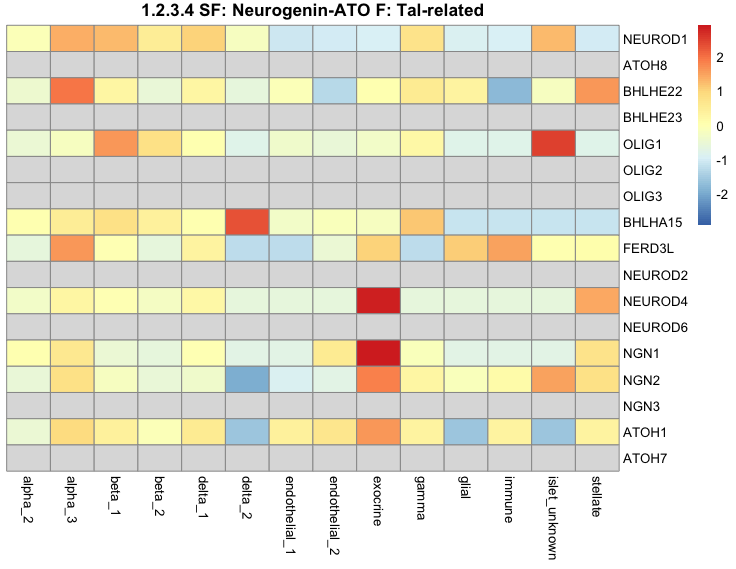 1.2.3.4 SF: Neurogenin-ATO F: Tal-related
NEUROD1
ATOH8
BHLHE22
BHLHE23
OLIG1
OLIG2
OLIG3
BHLHA15
FERD3L
NEUROD2
NEUROD4
NEUROD6
NGN1
NGN2
NGN3
ATOH1
ATOH7
2
1
0
-1
-2
alpha_2
alpha_3
beta_1
beta_2
delta_1
delta_2
endothelial_1
endothelial_2
exocrine
gamma
glial
immune
islet_unknown
stellate